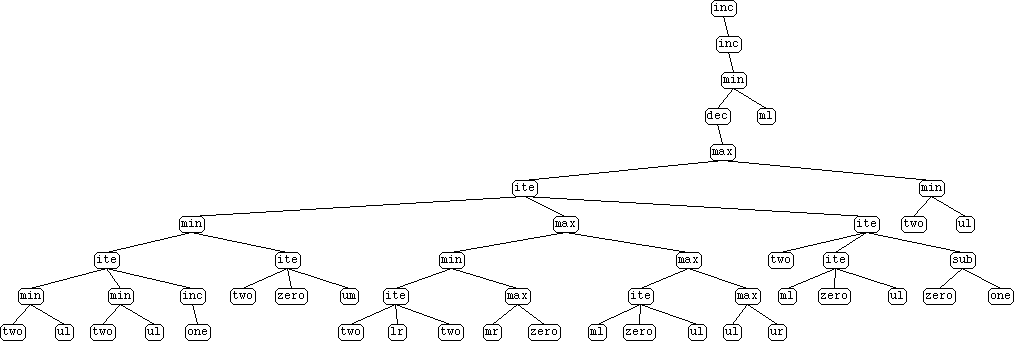 inc
inc
min
dec ml
max
ite min
min max ite two ul
ite ite min max two ite sub
min min inc two zero um ite max ite max ml zero ul zero one
two ul two ul one two lr two mr zero ml zero ul ul ur